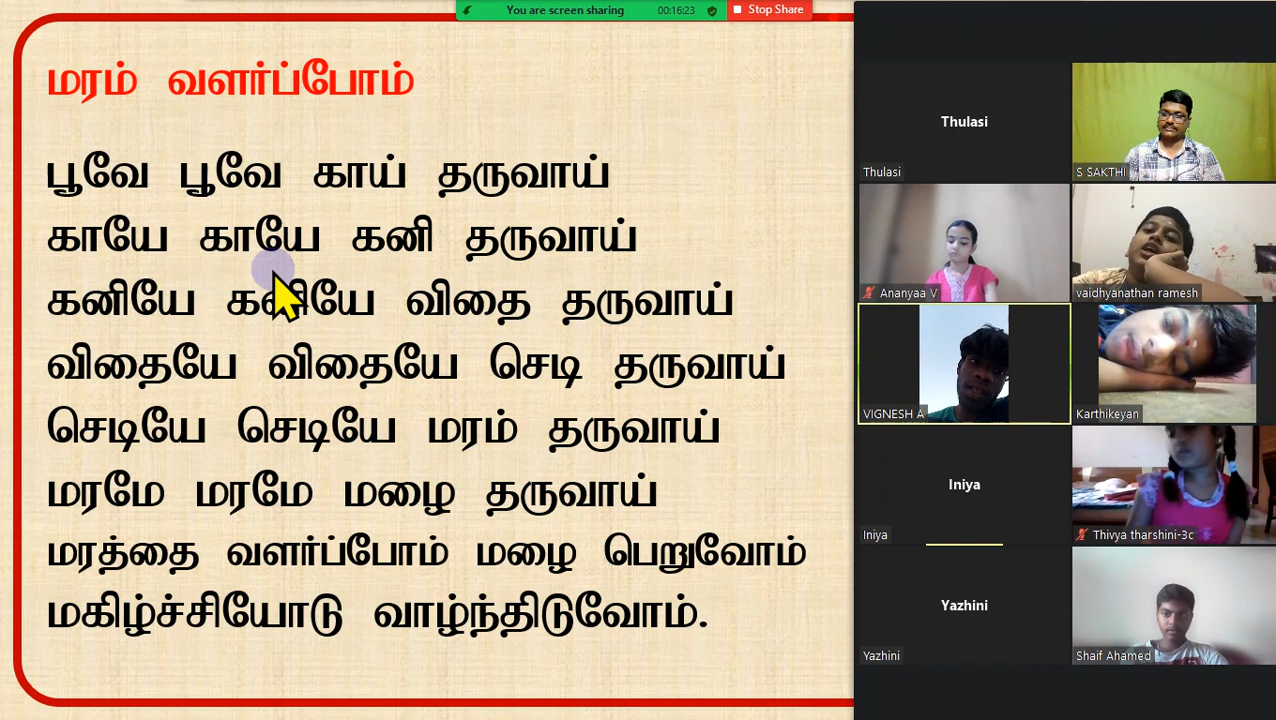 You are screen sharing 00:16:23 Stop Share
மரம் வளர்ப்போம்
பூவே பூவே காய் தருவாய்
காயே காயே கனி தருவாய்
கனியே கனியே விதை தருவாய்
விதையே விதையே செடி தருவாய்
செடியே செடியே மரம் தருவாய்
மரமே மரமே மழை தருவாய்
மரத்தை வளர்ப்போம் மழை பெறுவோம்
மகிழ்ச்சியோடு வாழ்ந்திடுவோம்.
Thulasi
Thulasi
S SAKTHI
Ananyaa V
vaidhyanathan ramesh
VIGNESH A
Karthikeyan
Iniya
Iniya
Thivya tharshini-3c
Yazhini
Yazhini
Shaif Ahamed